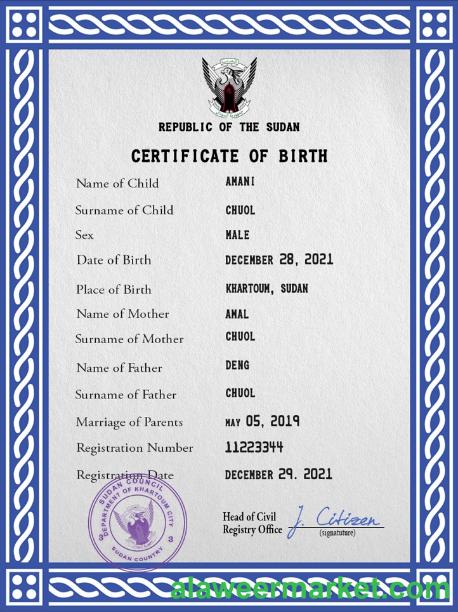 REPUBLIC OF THE SUDAN
CERTIFICATE OF BIRTH
Name of Child AMANI
Surname of Child CHUOL
Sex MALE
Date of Birth DECEMBER 28, 2021
Place of Birth KHARTOUM, SUDAN
Name of Mother AMAL
Surname of Mother CHUOL
Name of Father DENG
Surname of Father CHUOL
Marriage of Parents MAY 05, 2019
Registration Number 11223344
Registration Date DECEMBER 29. 2021
SUDAN COUNCIL
DEPARTMENT OF KHARTOUM CITY
3 3
SUDAN COUNTRY
Head of Civil
Registry Office J. Citizen
(signatuture)
alaweermarket.com